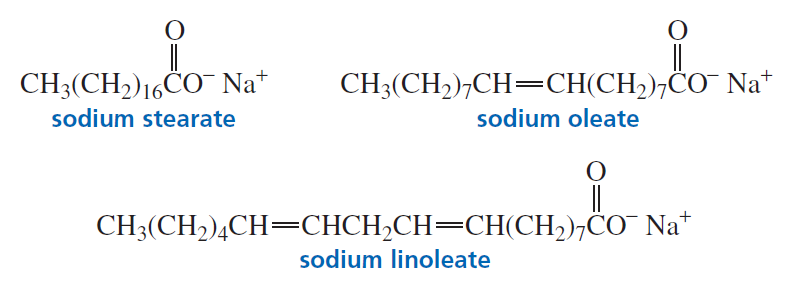 O O
CH₃(CH₂)₁₆CO⁻ Na⁺ CH₃(CH₂)₇CH=CH(CH₂)₇CO⁻ Na⁺
sodium stearate sodium oleate
O
CH₃(CH₂)₄CH=CHCH₂CH=CH(CH₂)₇CO⁻ Na⁺
sodium linoleate